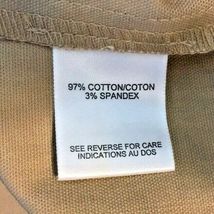 97% COTTON/COTON
3% SPANDEX
SEE REVERSE FOR CARE
INDICATIONS AU DOS